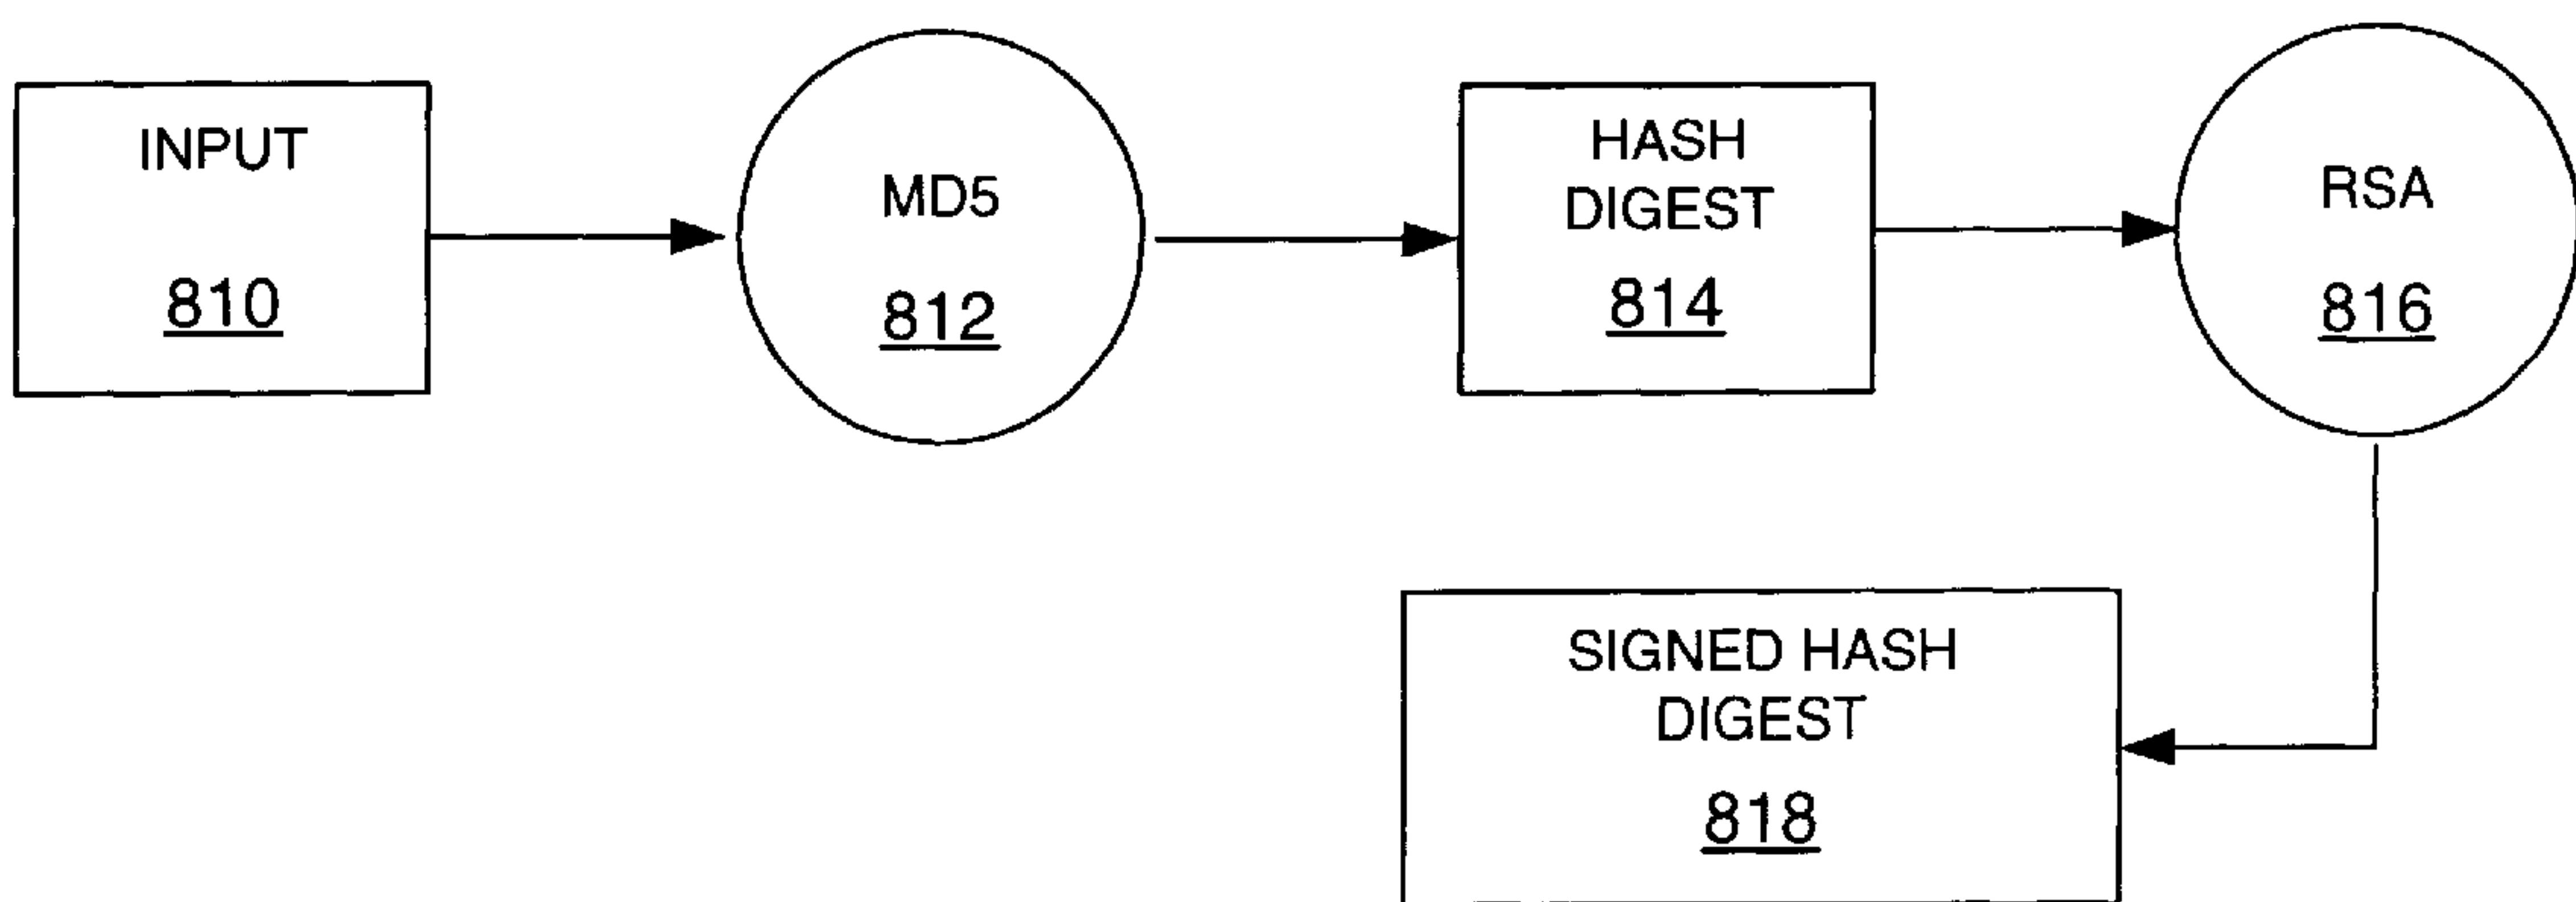 INPUT
810
MD5
812
HASH
DIGEST
814
RSA
816
SIGNED HASH
DIGEST
818